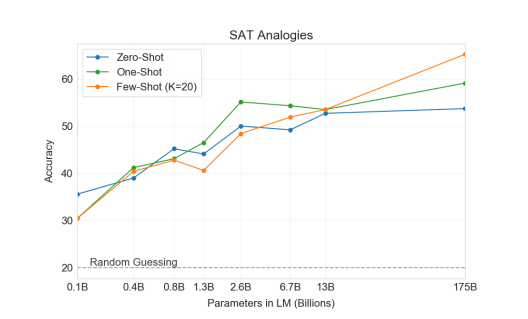 SAT Analogies
Zero-Shot
One-Shot
Few-Shot (K=20)
60
50
40
30
20
Accuracy
Random Guessing
0.1B 0.4B 0.8B 1.3B 2.6B 6.7B 13B 175B
Parameters in LM (Billions)